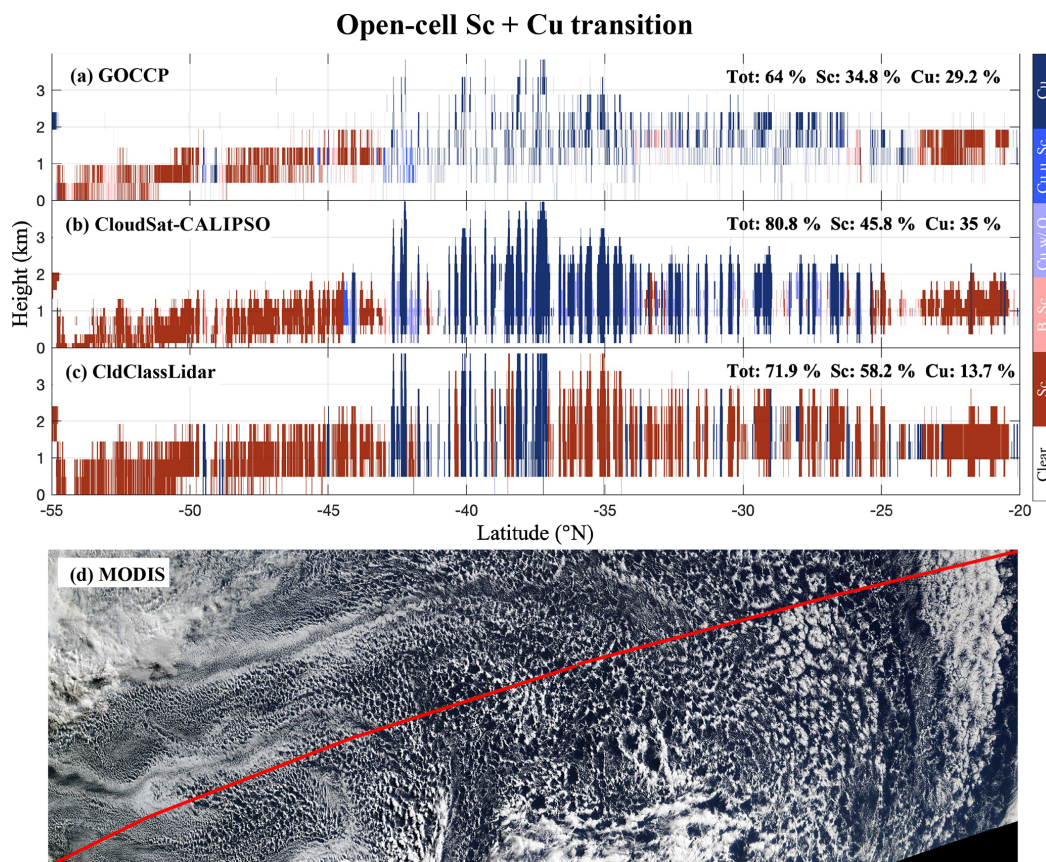 Open-cell Sc + Cu transition
(a) GOCCP
Tot: 64 % Sc: 34.8 % Cu: 29.2 %
3
2
1
0
(b) CloudSat-CALIPSO
Tot: 80.8 % Sc: 45.8 % Cu: 35 %
3
2
1
0
(c) CldClassLidar
Tot: 71.9 % Sc: 58.2 % Cu: 13.7 %
3
2
1
0
Height (km)
-55 -50 -45 -40 -35 -30 -25 -20
Latitude (°N)
Cu
Sc
B. Sc
Sc
Clear
(d) MODIS